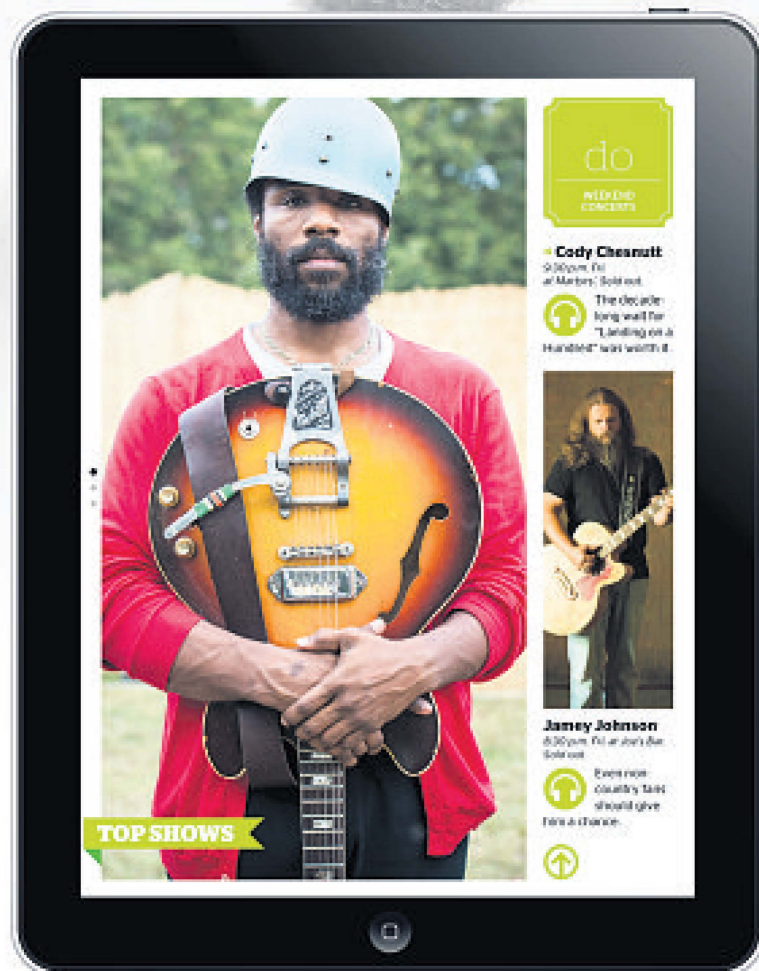 do
WEEKEND
CONCERTS
Cody Chesnutt
9:30 p.m. Fri.
at Martyrs'. Sold out.
The decade-
long wait for
"Landing on a
Hundred" was worth it.
Jamey Johnson
8:30 p.m. Fri. at Joe's Bar.
Sold out.
Even non-
country fans
should give
him a chance.
TOP SHOWS